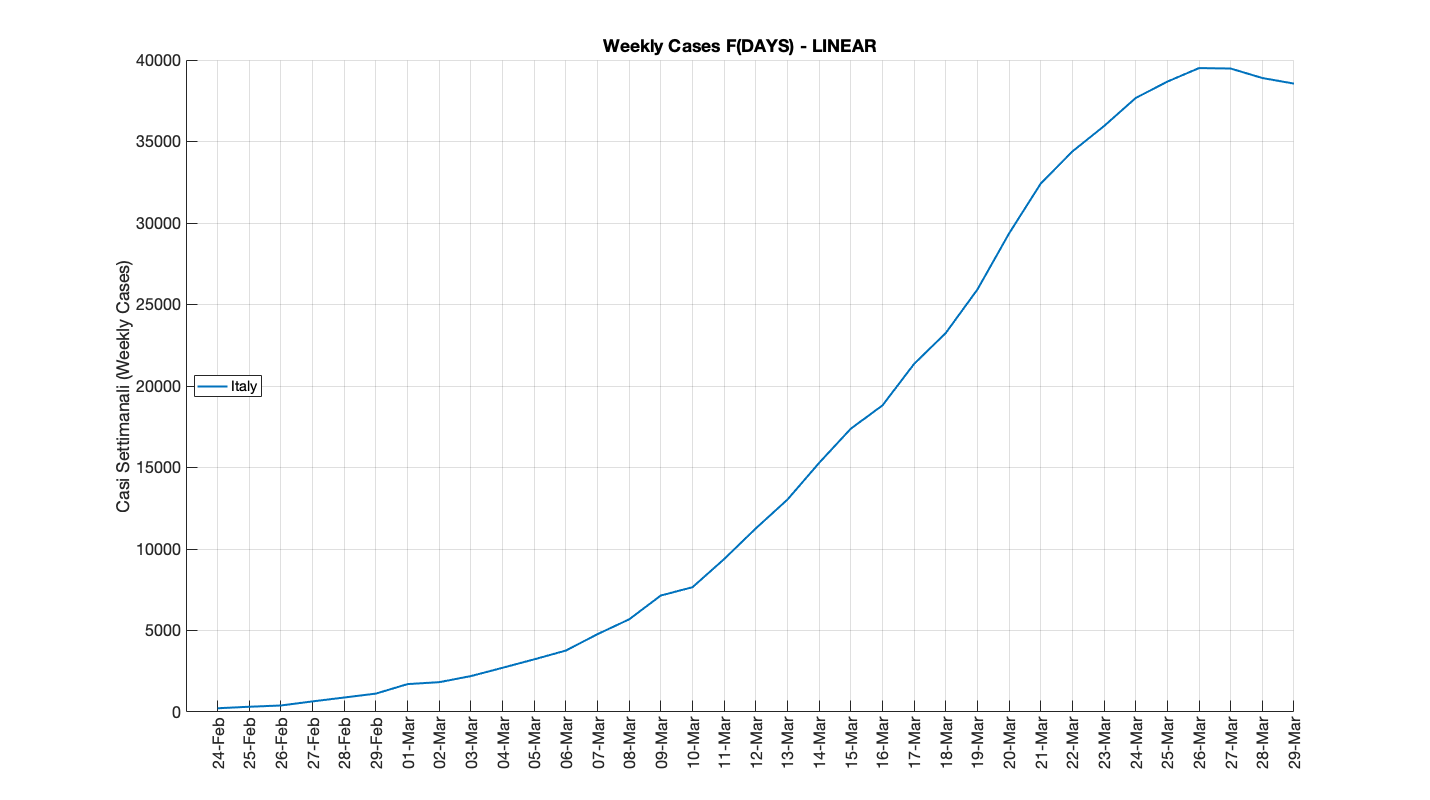 Weekly Cases F(DAYS) - LINEAR
40000
35000
30000
25000
20000
15000
10000
5000
0
Casi Settimanali (Weekly Cases)
Italy
24-Feb
25-Feb
26-Feb
27-Feb
28-Feb
29-Feb
01-Mar
02-Mar
03-Mar
04-Mar
05-Mar
06-Mar
07-Mar
08-Mar
09-Mar
10-Mar
11-Mar
12-Mar
13-Mar
14-Mar
15-Mar
16-Mar
17-Mar
18-Mar
19-Mar
20-Mar
21-Mar
22-Mar
23-Mar
24-Mar
25-Mar
26-Mar
27-Mar
28-Mar
29-Mar